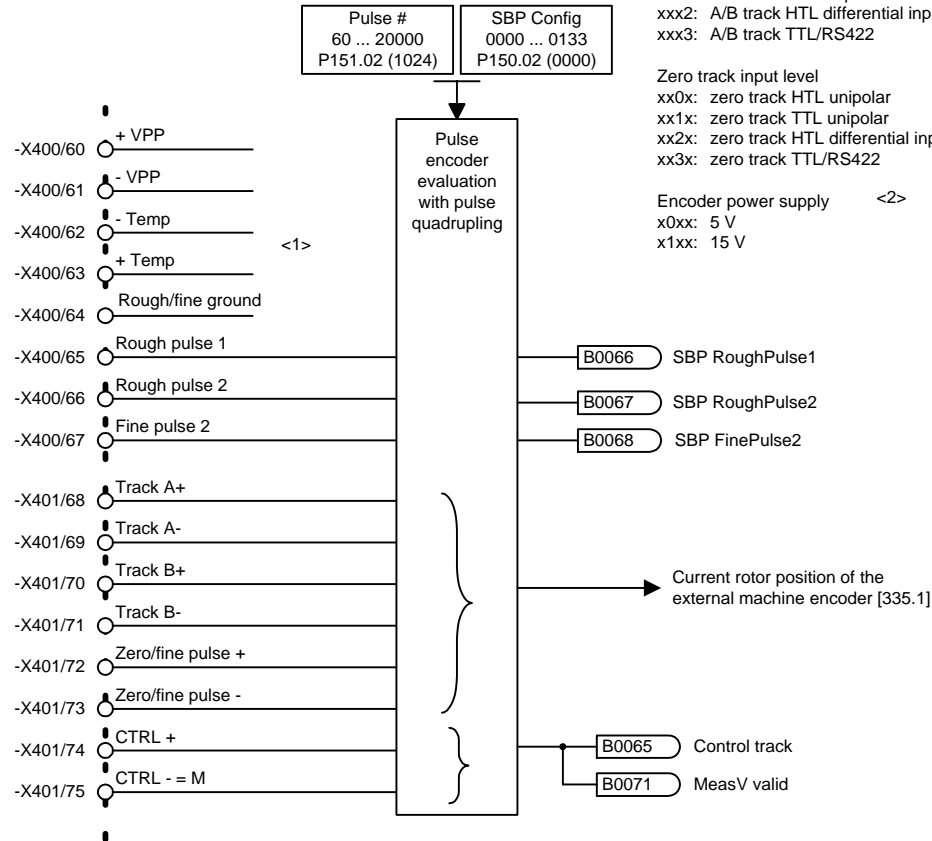 Pulse #
60 ... 20000
P151.02 (1024)
SBP Config
0000 ... 0133
P150.02 (0000)
xxx2: A/B track HTL differential inp
xxx3: A/B track TTL/RS422
Zero track input level
xx0x: zero track HTL unipolar
xx1x: zero track TTL unipolar
xx2x: zero track HTL differential inp
xx3x: zero track TTL/RS422
Encoder power supply <2>
x0xx: 5 V
x1xx: 15 V
Pulse
encoder
evaluation
with pulse
quadrupling
-X400/60 + VPP
-X400/61 - VPP
-X400/62 - Temp
<1>
-X400/63 + Temp
-X400/64 Rough/fine ground
-X400/65 Rough pulse 1
B0066 SBP RoughPulse1
-X400/66 Rough pulse 2
B0067 SBP RoughPulse2
-X400/67 Fine pulse 2
B0068 SBP FinePulse2
-X401/68 Track A+
-X401/69 Track A-
-X401/70 Track B+
-X401/71 Track B-
Current rotor position of the
external machine encoder [335.1]
-X401/72 Zero/fine pulse +
-X401/73 Zero/fine pulse -
-X401/74 CTRL +
B0065 Control track
-X401/75 CTRL - = M
B0071 MeasV valid